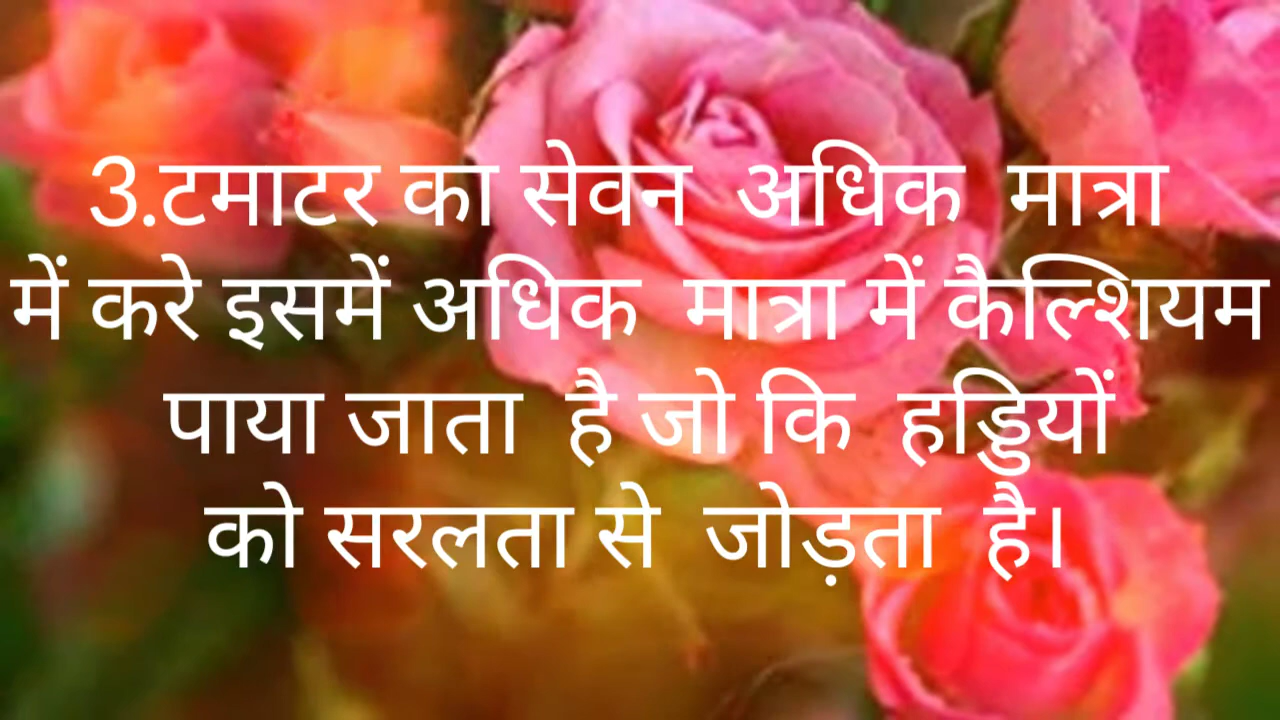 3.टमाटर का सेवन अधिक मात्रा
में करे इसमें अधिक मात्रा में कैल्शियम
पाया जाता है जो कि हड्डियों
को सरलता से जोड़ता है।